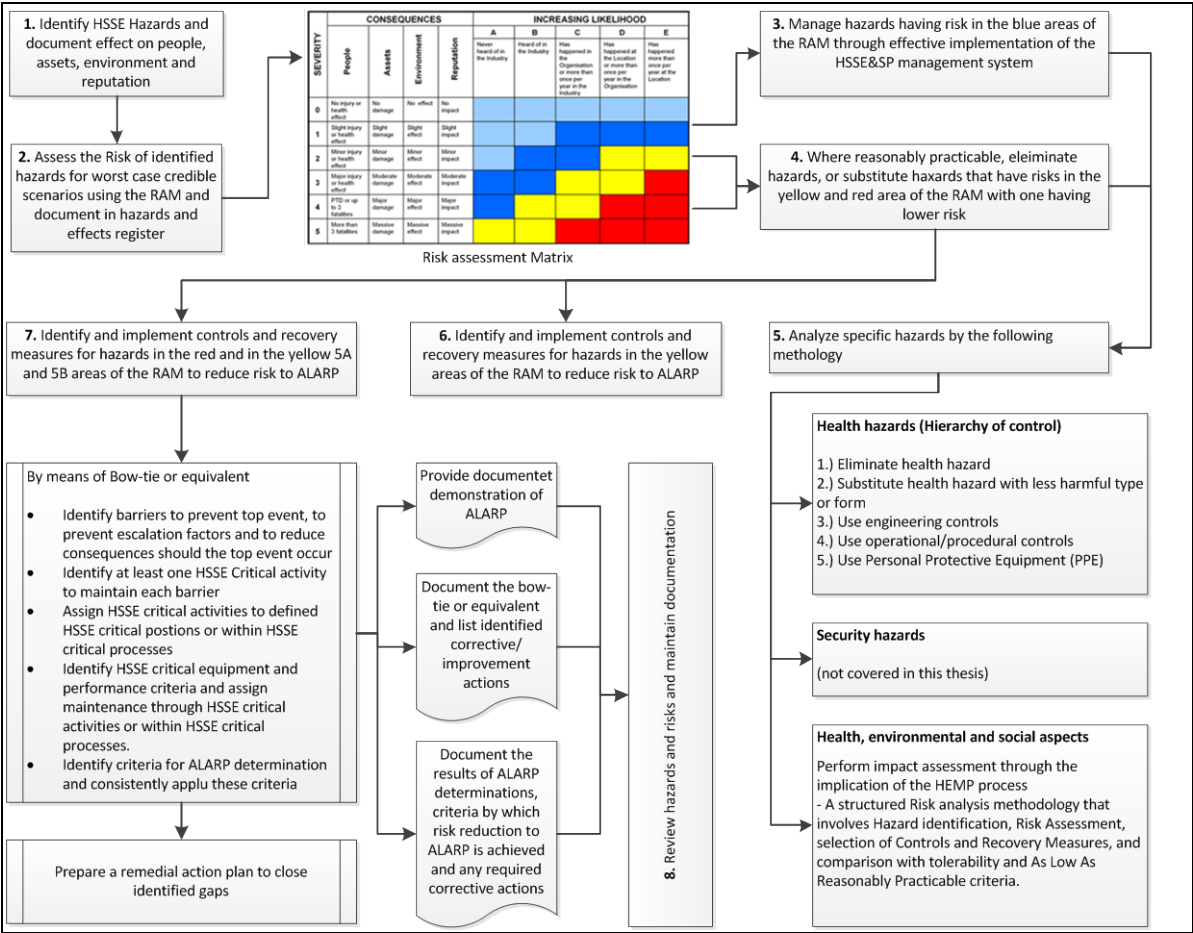 1. Identify HSSE Hazards and
document effect on people,
assets, environment and
reputation
2. Assess the Risk of identified
hazards for worst case credible
scenarios using the RAM and
document in hazards and
effects register
CONSEQUENCES
INCREASING LIKELIHOOD
SEVERITY
People
Assets
Environment
Reputation
A
B
C
D
E
Never
heard of in
the Industry
Heard of in
the Industry
Has
happened in
the
Organisation
or more than
once per
year in the
Industry
Has
happened at
the Location
or more than
once per
year in the
Organisation
Has
happened
more than
once per
year at the
Location
0
No injury or
health
effect
No
damage
No effect
No
impact
1
Slight injury
or health
effect
Slight
damage
Slight
effect
Slight
impact
2
Minor injury
or health
effect
Minor
damage
Minor
effect
Minor
impact
3
Major injury
or health
effect
Moderate
damage
Moderate
effect
Moderate
impact
4
PTD or up
to 3
fatalities
Major
damage
Major
effect
Major
impact
5
More than
3 fatalities
Massive
damage
Massive
effect
Massive
impact
Risk assessment Matrix
3. Manage hazards having risk in the blue areas of
the RAM through effective implementation of the
HSSE&SP management system
4. Where reasonably practicable, eleiminate
hazards, or substitute haxards that have risks in the
yellow and red area of the RAM with one having
lower risk
7. Identify and implement controls and recovery
measures for hazards in the red and in the yellow 5A
and 5B areas of the RAM to reduce risk to ALARP
6. Identify and implement controls and
recovery measures for hazards in the yellow
areas of the RAM to reduce risk to ALARP
5. Analyze specific hazards by the following
methology
By means of Bow-tie or equivalent
• Identify barriers to prevent top event, to
prevent escalation factors and to reduce
consequences should the top event occur
• Identify at least one HSSE Critical activity
to maintain each barrier
• Assign HSSE critical activities to defined
HSSE critical postions or within HSSE
critical processes
• Identify HSSE critical equipment and
performance criteria and assign
maintenance through HSSE critical
activities or within HSSE critical
processes.
• Identify criteria for ALARP determination
and consistently applu these criteria
Prepare a remedial action plan to close
identified gaps
Provide documentet
demonstration of
ALARP
Document the bow-
tie or equivalent
and list identified
corrective/
improvement
actions
Document the
results of ALARP
determinations,
criteria by which
risk reduction to
ALARP is achieved
and any required
corrective actions
8. Review hazards and risks and maintain documentation
Health hazards (Hierarchy of control)
1.) Eliminate health hazard
2.) Substitute health hazard with less harmful type
or form
3.) Use engineering controls
4.) Use operational/procedural controls
5.) Use Personal Protective Equipment (PPE)
Security hazards
(not covered in this thesis)
Health, environmental and social aspects
Perform impact assessment through the
implication of the HEMP process
- A structured Risk analysis methodology that
involves Hazard identification, Risk Assessment,
selection of Controls and Recovery Measures, and
comparison with tolerability and As Low As
Reasonably Practicable criteria.